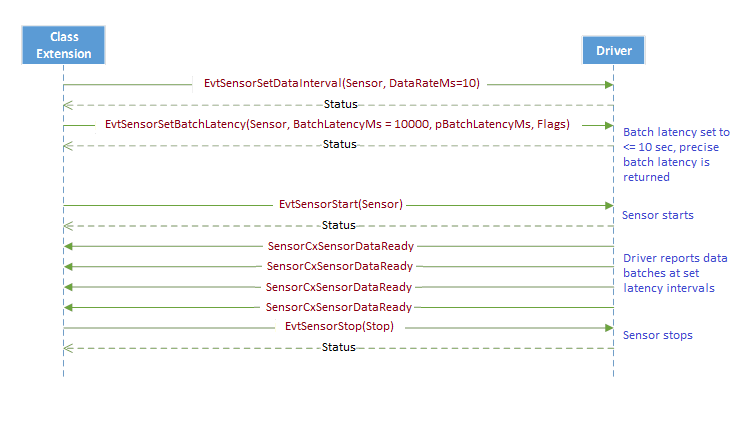 Class
Extension
Driver
EvtSensorSetDataInterval(Sensor, DataRateMs=10)
Status
EvtSensorSetBatchLatency(Sensor, BatchLatencyMs = 10000, pBatchLatencyMs, Flags)
Status
Batch latency set to
<= 10 sec, precise
batch latency is
returned
EvtSensorStart(Sensor)
Sensor starts
Status
SensorCxSensorDataReady
SensorCxSensorDataReady
SensorCxSensorDataReady
SensorCxSensorDataReady
Driver reports data
batches at set
latency intervals
EvtSensorStop(Stop)
Sensor stops
Status